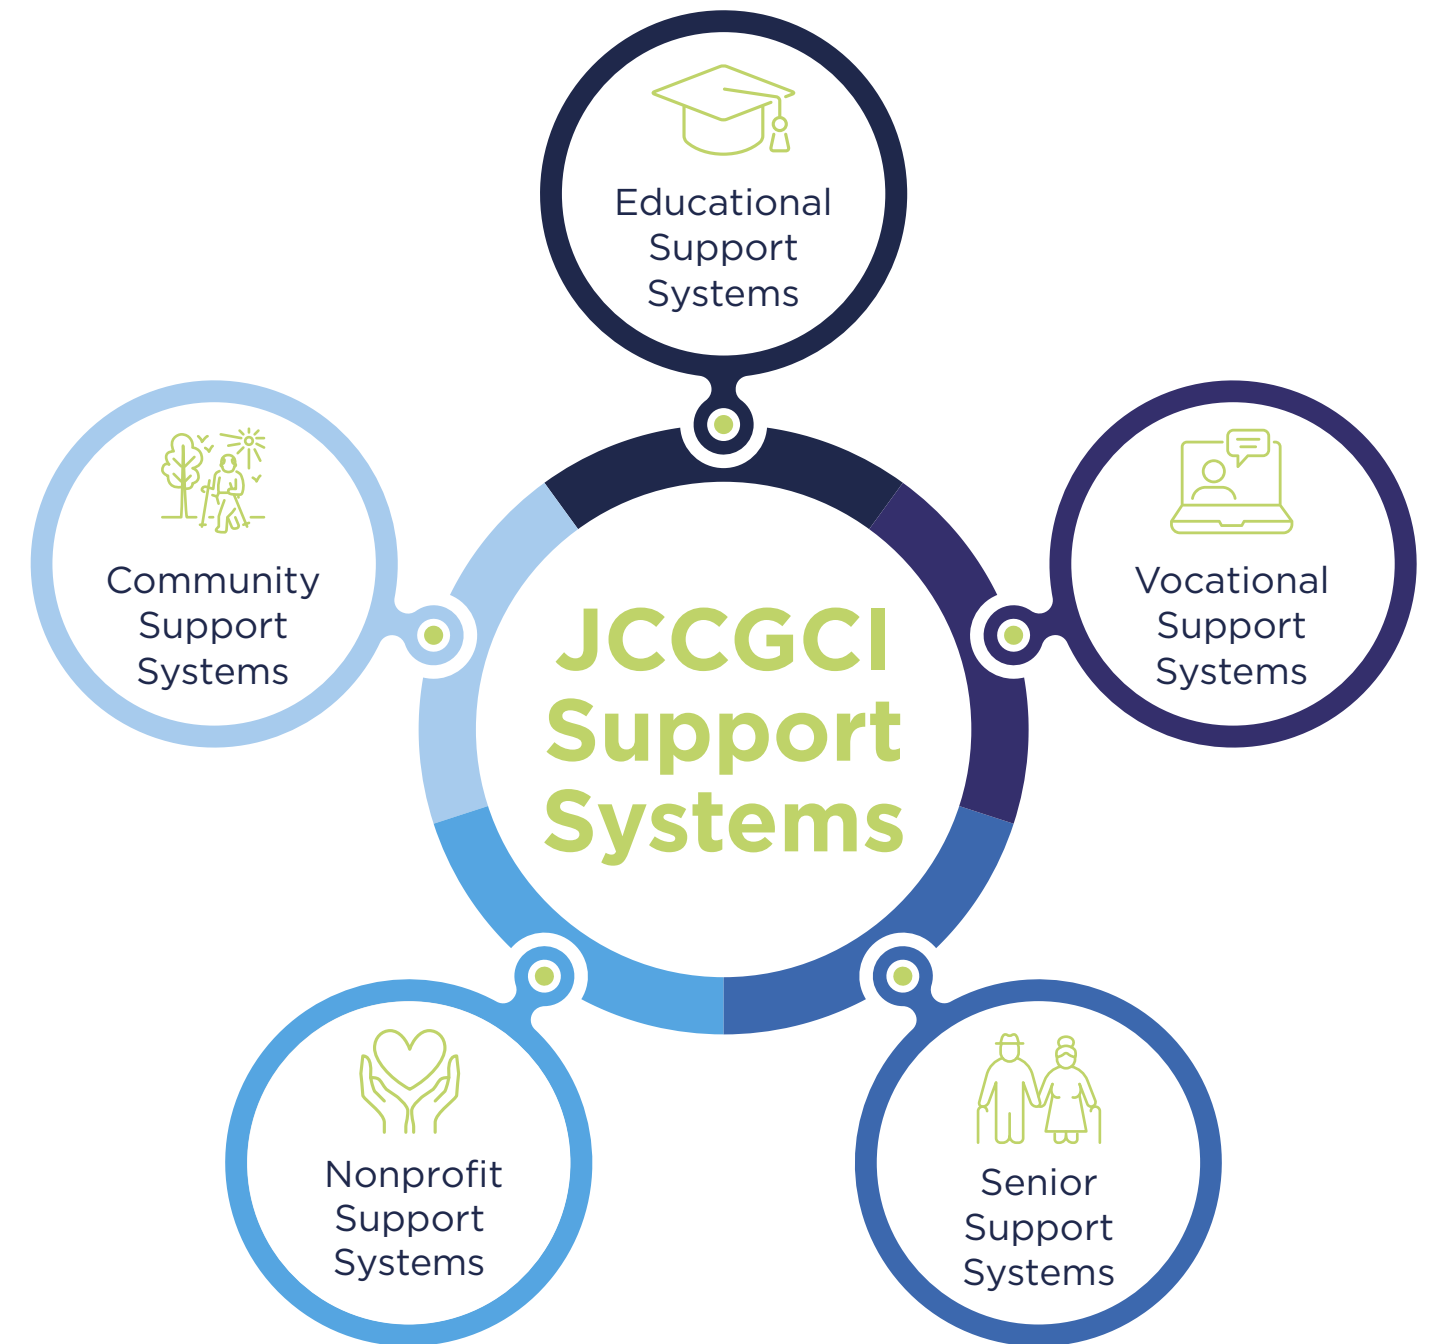 Educational
Support
Systems
Community
Support
Systems
Vocational
Support
Systems
JCCGCI
Support
Systems
Nonprofit
Support
Systems
Senior
Support
Systems